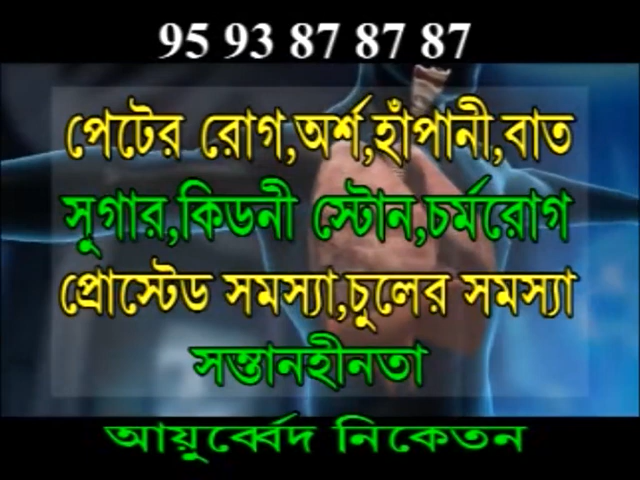 95 93 87 87 87
পেটের রোগ,অর্শ,হাঁপানী,বাত
সুগার,কিডনী স্টোন,চর্মরোগ
প্রোস্টেড সমস্যা,চুলের সমস্যা
সন্তানহীনতা
আয়ুর্ব্বেদ নিকেতন